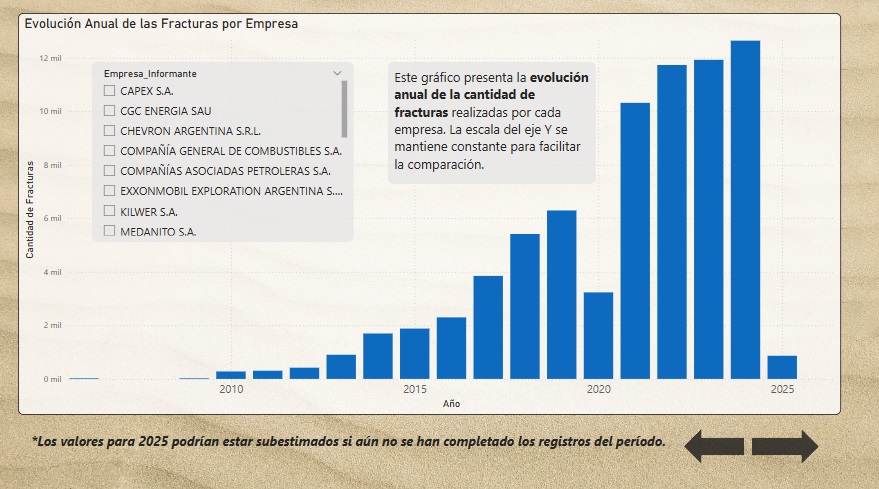 Evolución Anual de las Fracturas por Empresa
Empresa_Informante
CAPEX S.A.
CGC ENERGIA SAU
CHEVRON ARGENTINA S.R.L.
COMPAÑÍA GENERAL DE COMBUSTIBLES S.A.
COMPAÑÍAS ASOCIADAS PETROLERAS S.A.
EXXONMOBIL EXPLORATION ARGENTINA S....
KILWER S.A.
MEDANITO S.A.
Este gráfico presenta la evolución
anual de la cantidad de
fracturas realizadas por cada
empresa. La escala del eje Y se
mantiene constante para facilitar
la comparación.
Cantidad de Fracturas
12 mil
10 mil
8 mil
6 mil
4 mil
2 mil
0 mil
2010
2015
2020
2025
Año
*Los valores para 2025 podrían estar subestimados si aún no se han completado los registros del período.